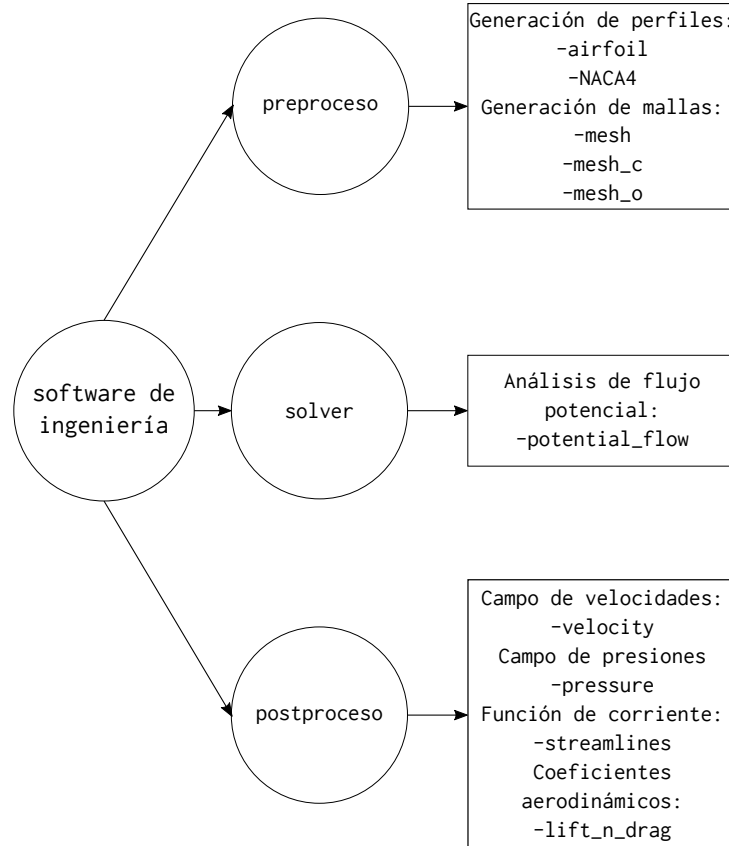 Generación de perfiles:
-airfoil
-NACA4
Generación de mallas:
-mesh
-mesh_c
-mesh_o
preproceso
software de
ingeniería
solver
Análisis de flujo
potencial:
-potential_flow
postproceso
Campo de velocidades:
-velocity
Campo de presiones
-pressure
Función de corriente:
-streamlines
Coeficientes
aerodinámicos:
-lift_n_drag